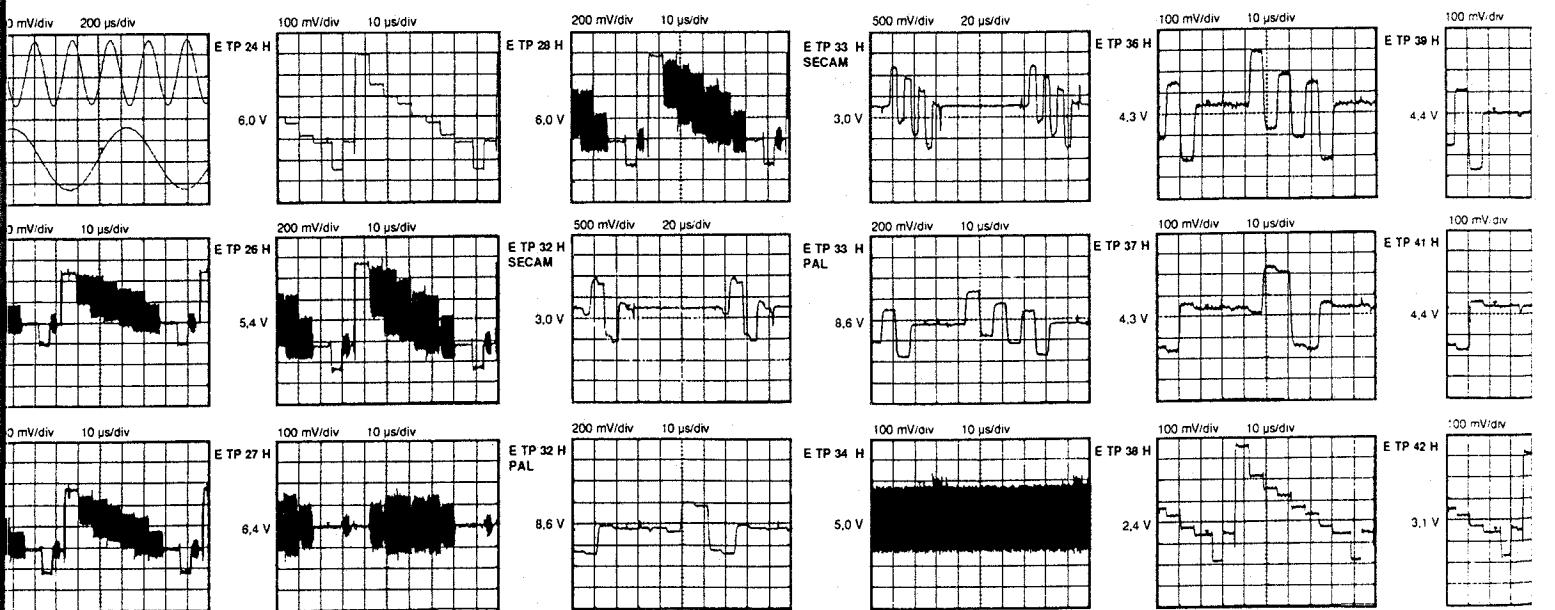 mV/div 200 µs/div
E TP 24 H
6,0 V
100 mV/div 10 µs/div
E TP 28 H
6,0 V
200 mV/div 10 µs/div
E TP 33 H
SECAM
3,0 V
500 mV/div 20 µs/div
E TP 36 H
4,3 V
100 mV/div 10 µs/div
E TP 39 H
4,4 V
100 mV/div
mV/div 10 µs/div
E TP 26 H
5,4 V
200 mV/div 10 µs/div
E TP 32 H
SECAM
3,0 V
500 mV/div 20 µs/div
E TP 33 H
PAL
8,6 V
200 mV/div 10 µs/div
E TP 37 H
4,3 V
100 mV/div 10 µs/div
E TP 41 H
4,4 V
100 mV/div
mV/div 10 µs/div
E TP 27 H
6,4 V
100 mV/div 10 µs/div
E TP 32 H
PAL
8,6 V
200 mV/div 10 µs/div
E TP 34 H
5,0 V
100 mV/div 10 µs/div
E TP 38 H
2,4 V
100 mV/div 10 µs/div
E TP 42 H
3,1 V
100 mV/div